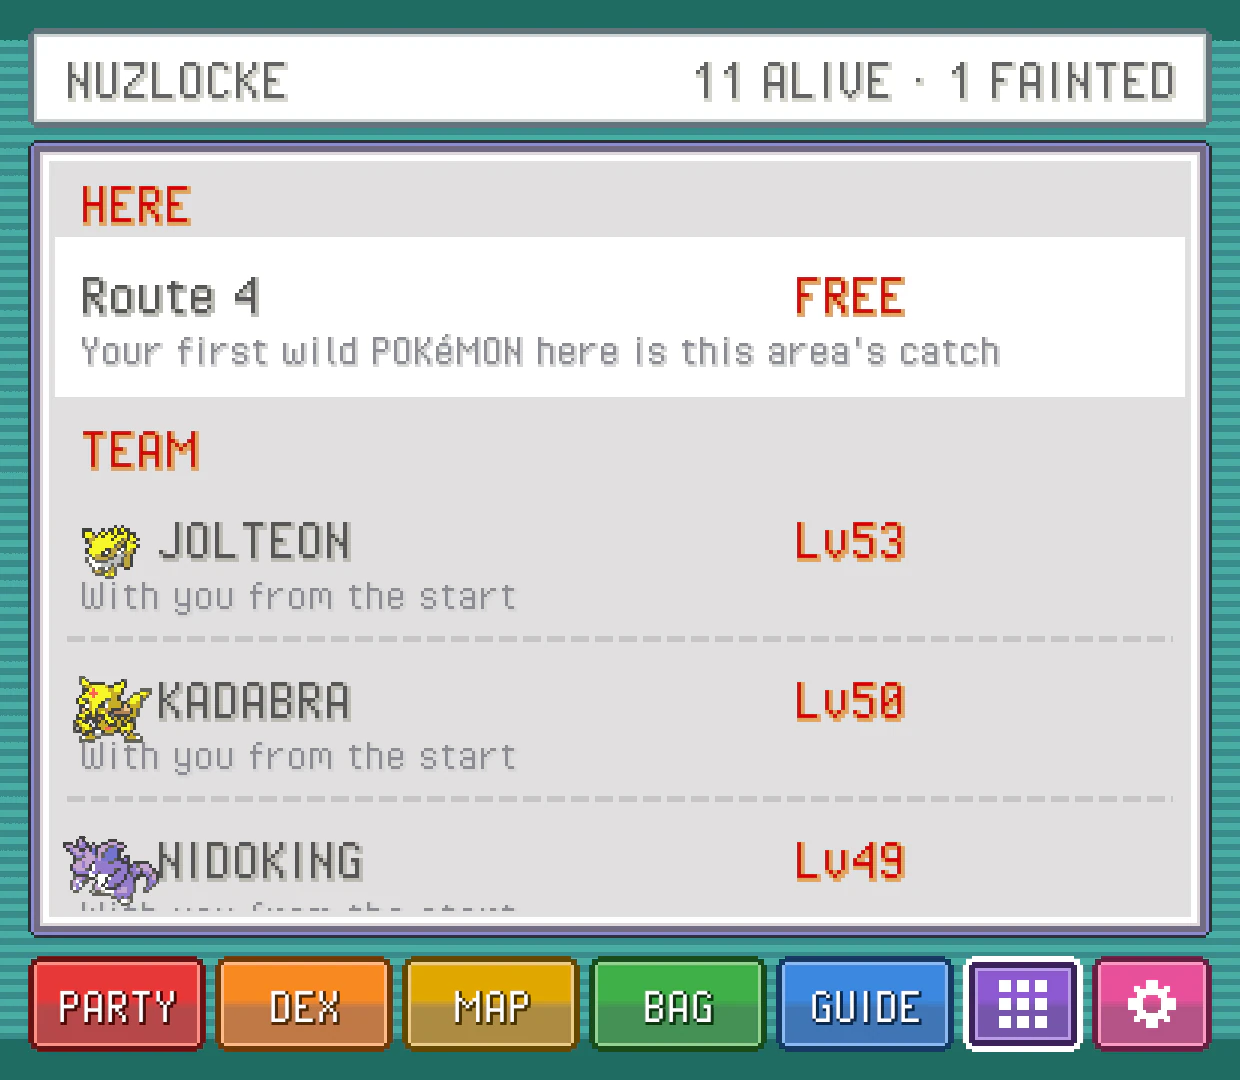 NUZLOCKE
11 ALIVE · 1 FAINTED
HERE
Route 4 FREE
Your first wild POKéMON here is this area's catch
TEAM
JOLTEON Lv53
With you from the start
KADABRA Lv50
With you from the start
NIDOKING Lv49
PARTY DEX MAP BAG GUIDE